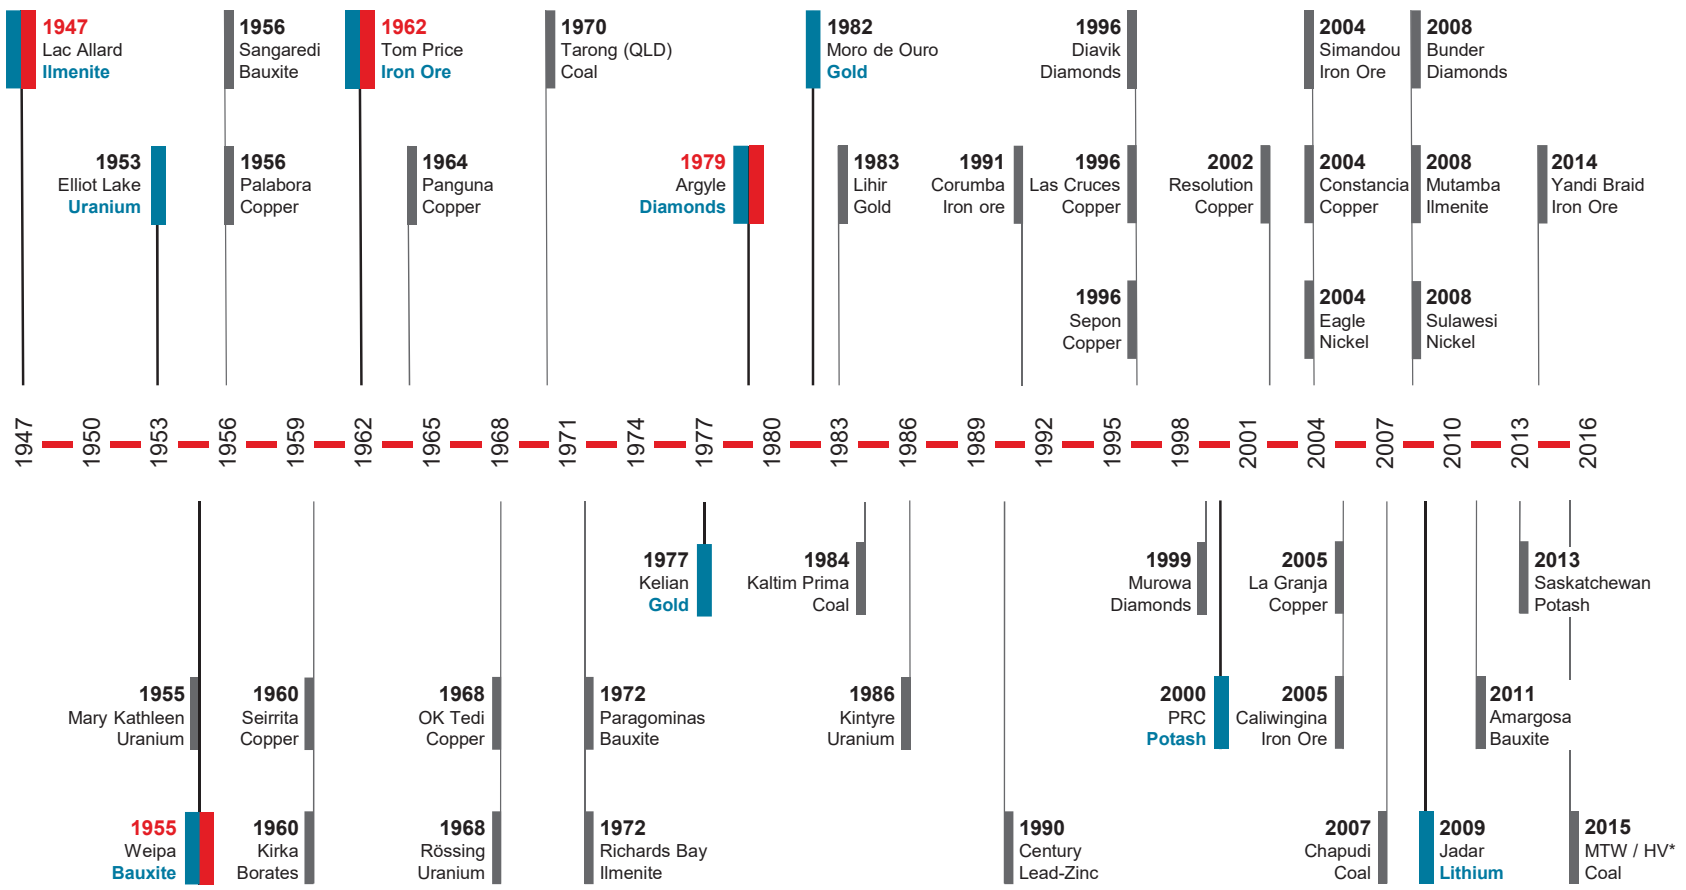 1947
Lac Allard
Ilmenite
1956
Sangaredi
Bauxite
1962
Tom Price
Iron Ore
1970
Tarong (QLD)
Coal
1982
Moro de Ouro
Gold
1996
Diavik
Diamonds
2004
Simandou
Iron Ore
2008
Bunder
Diamonds
1953
Elliot Lake
Uranium
1956
Palabora
Copper
1964
Panguna
Copper
1979
Argyle
Diamonds
1983
Lihir
Gold
1991
Corumba
Iron ore
1996
Las Cruces
Copper
2002
Resolution
Copper
2004
Constancia
Copper
2008
Mutamba
Ilmenite
2014
Yandi Braid
Iron Ore
1996
Sepon
Copper
2004
Eagle
Nickel
2008
Sulawesi
Nickel
1947
1950
1953
1956
1959
1962
1965
1968
1971
1974
1977
1980
1983
1986
1989
1992
1995
1998
2001
2004
2007
2010
2013
2016
1977
Kelian
Gold
1984
Kaltim Prima
Coal
1999
Murowa
Diamonds
2005
La Granja
Copper
2013
Saskatchewan
Potash
1955
Mary Kathleen
Uranium
1960
Seirrita
Copper
1968
OK Tedi
Copper
1972
Paragominas
Bauxite
1986
Kintyre
Uranium
2000
PRC
Potash
2005
Caliwingina
Iron Ore
2011
Amargosa
Bauxite
1955
Weipa
Bauxite
1960
Kirka
Borates
1968
Rössing
Uranium
1972
Richards Bay
Ilmenite
1990
Century
Lead-Zinc
2007
Chapudi
Coal
2009
Jadar
Lithium
2015
MTW / HV*
Coal